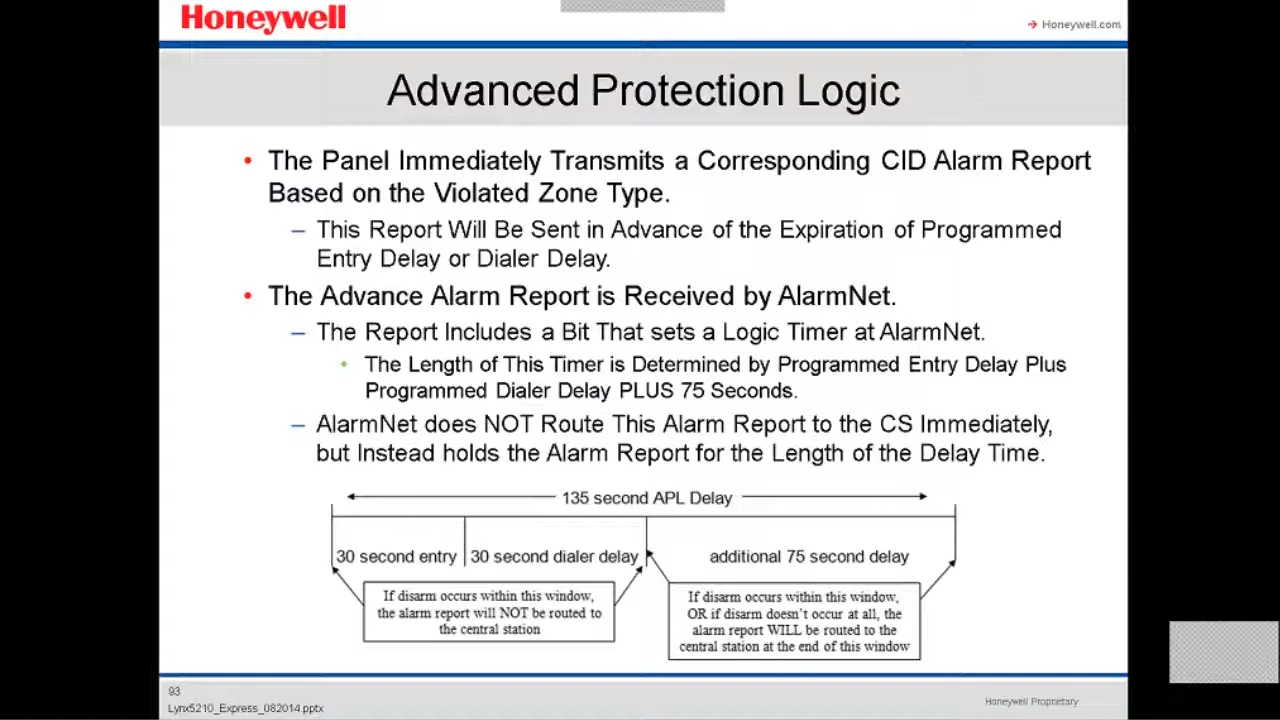 Honeywell
Honeywell.com
Advanced Protection Logic
• The Panel Immediately Transmits a Corresponding CID Alarm Report
Based on the Violated Zone Type.
– This Report Will Be Sent in Advance of the Expiration of Programmed
Entry Delay or Dialer Delay.
• The Advance Alarm Report is Received by AlarmNet.
– The Report Includes a Bit That sets a Logic Timer at AlarmNet.
• The Length of This Timer is Determined by Programmed Entry Delay Plus
Programmed Dialer Delay PLUS 75 Seconds.
– AlarmNet does NOT Route This Alarm Report to the CS Immediately,
but Instead holds the Alarm Report for the Length of the Delay Time.
135 second APL Delay
30 second entry
30 second dialer delay
additional 75 second delay
If disarm occurs within this window,
the alarm report will NOT be routed to
the central station
If disarm occurs within this window,
OR if disarm doesn't occur at all, the
alarm report WILL be routed to the
central station at the end of this window
93
Lynx5210_Express_082014.pptx
Honeywell Proprietary